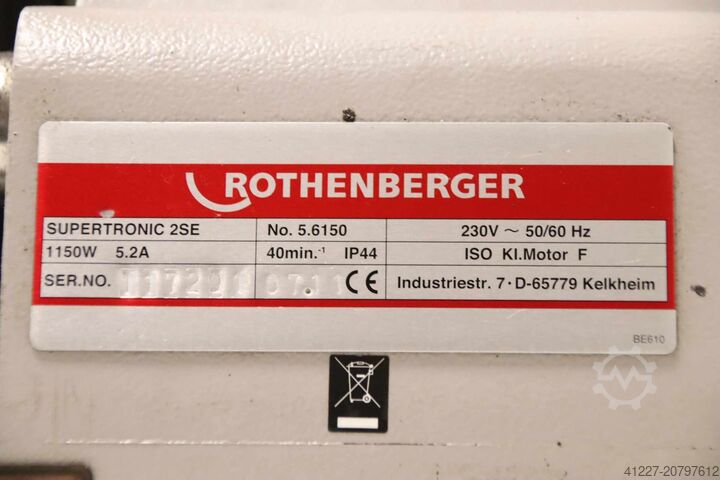 ROTHENBERGER
SUPERTRONIC 2SE No. 5.6150 230V ~ 50/60 Hz
1150W 5.2A 40min.⁻¹ IP44 ISO Kl.Motor F
SER.NO. CE Industriestr. 7·D-65779 Kelkheim
BE610
41227-20797612